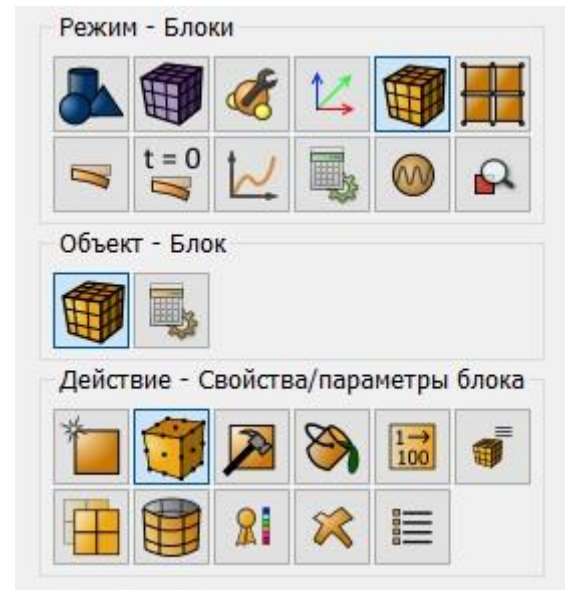 Режим - Блоки
t = 0
Объект - Блок
Действие - Свойства/параметры блока
1→
100